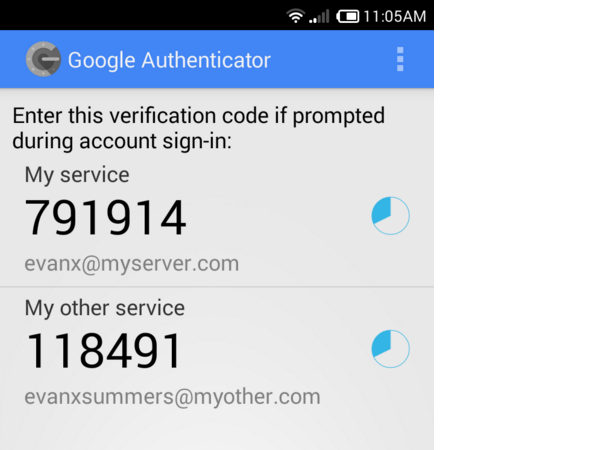 11:05AM
Google Authenticator
Enter this verification code if prompted
during account sign-in:
My service
791914
evanx@myserver.com
My other service
118491
evanxsummers@myother.com